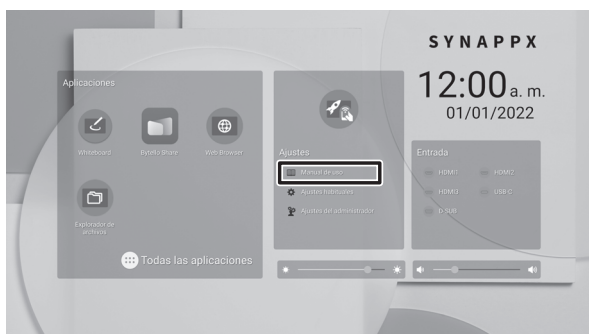 SYNAPPX
12:00 a. m.
01/01/2022
Aplicaciones
Whiteboard
Bytello Share
Web Browser
Explorador de
archivos
Todas las aplicaciones
Ajustes
Manual de uso
Ajustes habituales
Ajustes del administrador
Entrada
HDMI1
HDMI2
HDMI3
USB-C
D-SUB